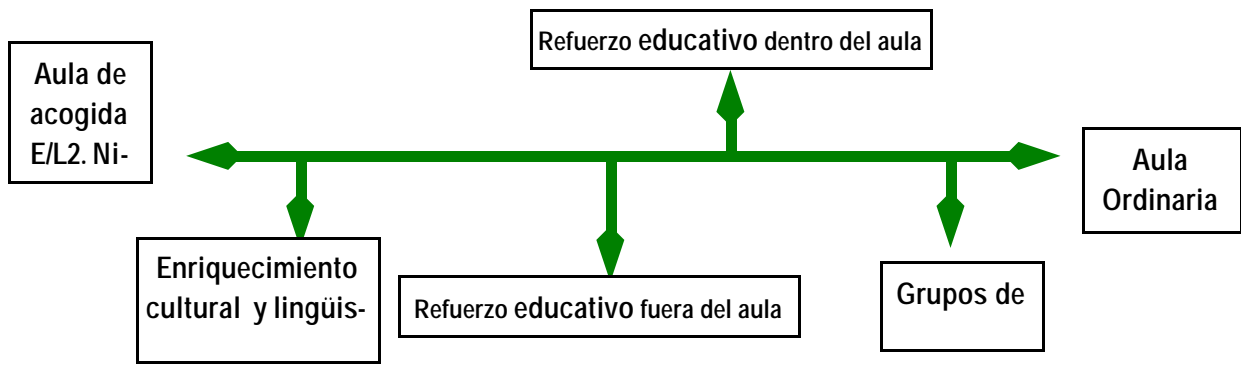 Refuerzo educativo dentro del aula
Aula de
acogida
E/L2. Ni-
Aula
Ordinaria
Enriquecimiento
cultural y lingüis-
Refuerzo educativo fuera del aula
Grupos de